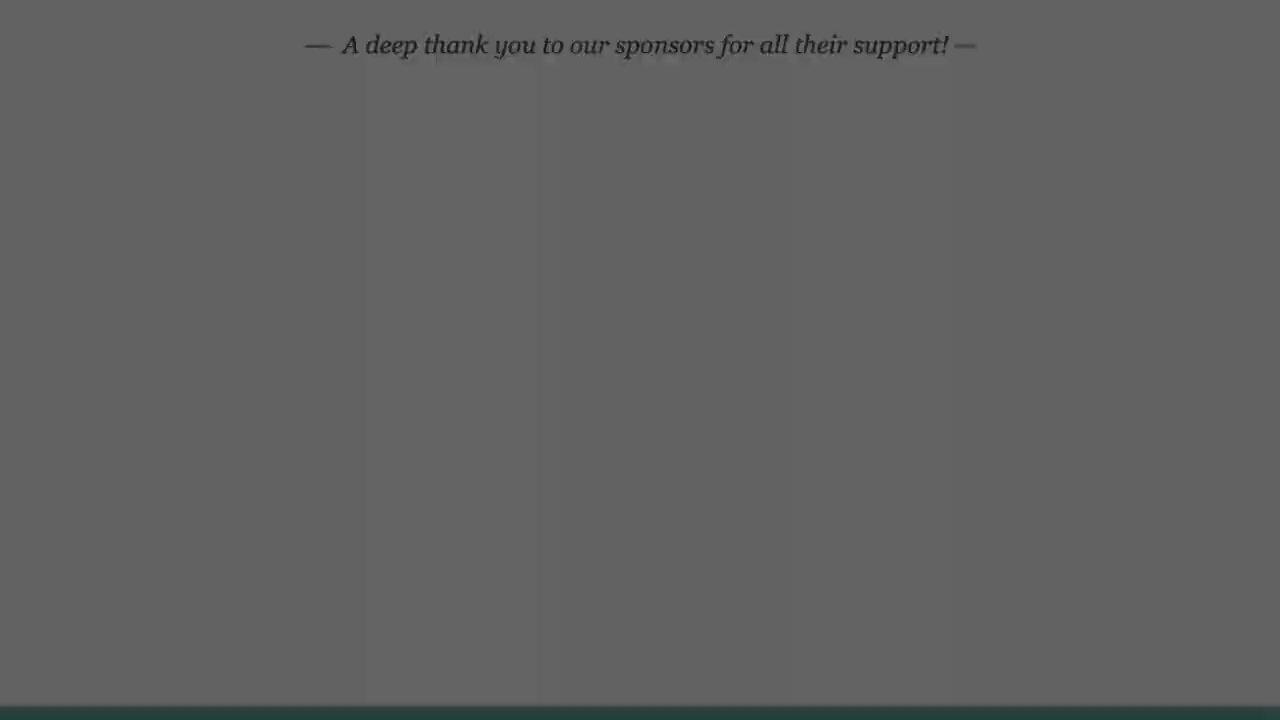 — A deep thank you to our sponsors for all their support! —